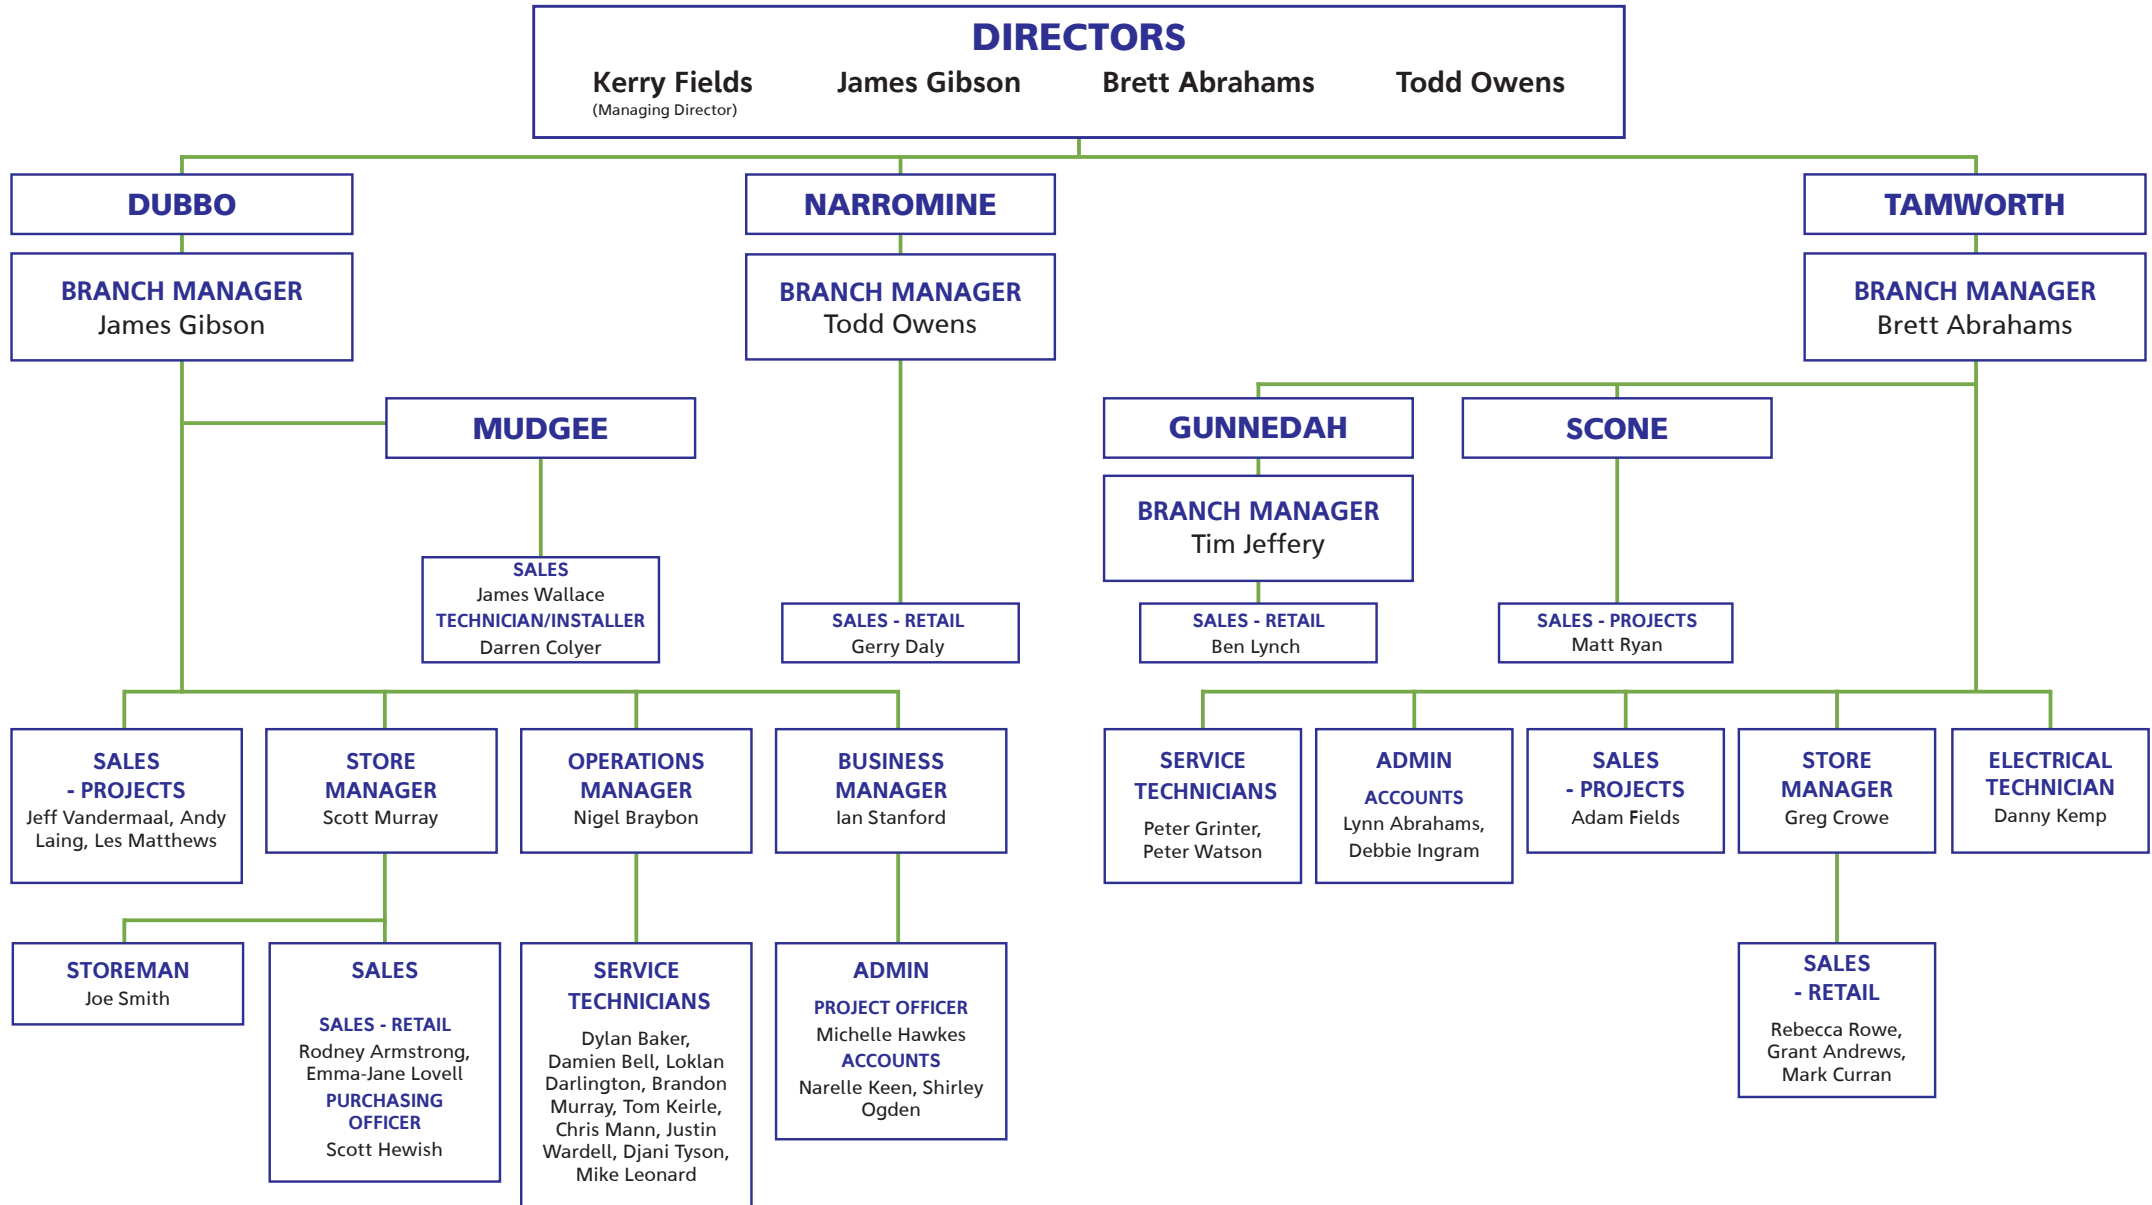 DIRECTORS
Kerry Fields
(Managing Director)
James Gibson
Brett Abrahams
Todd Owens
DUBBO
BRANCH MANAGER
James Gibson
NARROMINE
BRANCH MANAGER
Todd Owens
TAMWORTH
BRANCH MANAGER
Brett Abrahams
MUDGEE
SALES
James Wallace
TECHNICIAN/INSTALLER
Darren Colyer
SALES - RETAIL
Gerry Daly
GUNNEDAH
BRANCH MANAGER
Tim Jeffery
SALES - RETAIL
Ben Lynch
SCONE
SALES - PROJECTS
Matt Ryan
SALES
- PROJECTS
Jeff Vandermaal, Andy
Laing, Les Matthews
STORE
MANAGER
Scott Murray
OPERATIONS
MANAGER
Nigel Braybon
BUSINESS
MANAGER
Ian Stanford
SERVICE
TECHNICIANS
Peter Grinter,
Peter Watson
ADMIN
ACCOUNTS
Lynn Abrahams,
Debbie Ingram
SALES
- PROJECTS
Adam Fields
STORE
MANAGER
Greg Crowe
ELECTRICAL
TECHNICIAN
Danny Kemp
STOREMAN
Joe Smith
SALES
SALES - RETAIL
Rodney Armstrong,
Emma-Jane Lovell
PURCHASING
OFFICER
Scott Hewish
SERVICE
TECHNICIANS
Dylan Baker,
Damien Bell, Loklan
Darlington, Brandon
Murray, Tom Keirle,
Chris Mann, Justin
Wardell, Djani Tyson,
Mike Leonard
ADMIN
PROJECT OFFICER
Michelle Hawkes
ACCOUNTS
Narelle Keen, Shirley
Ogden
SALES
- RETAIL
Rebecca Rowe,
Grant Andrews,
Mark Curran